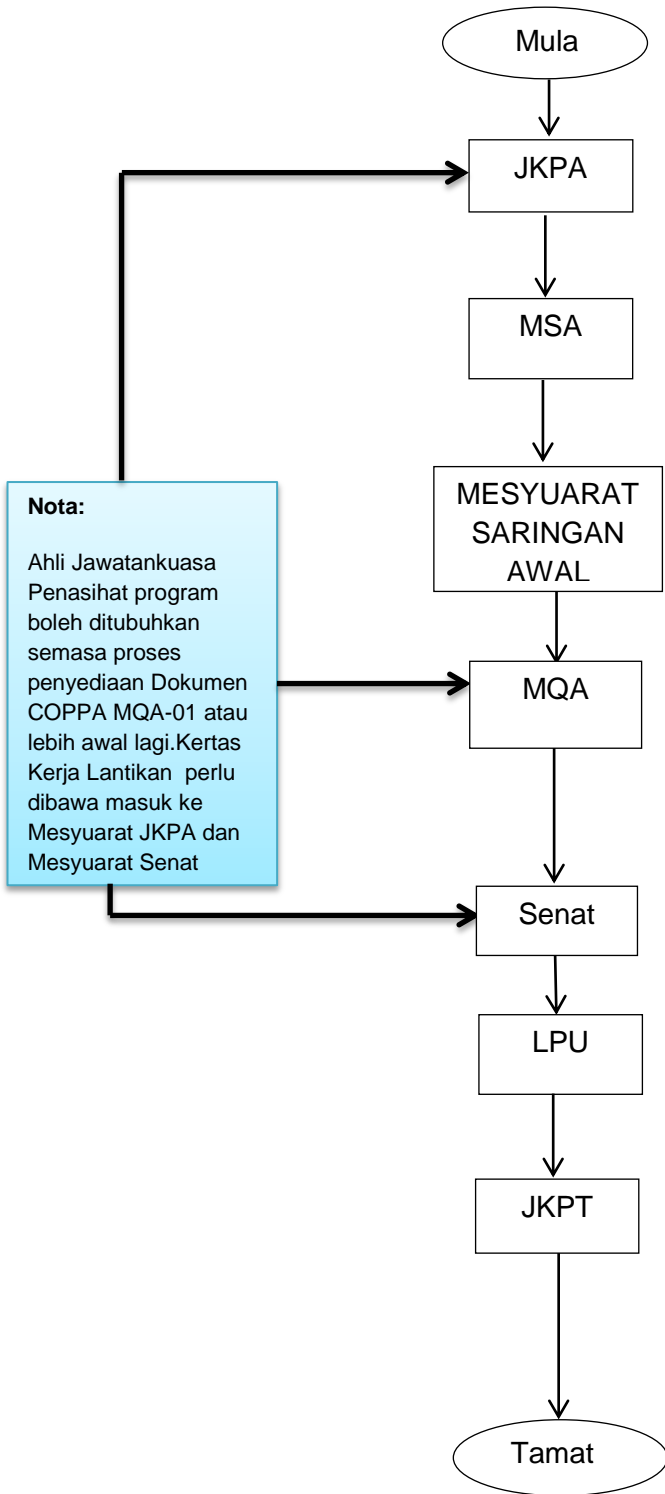 Mula
JKPA
MSA
MESYUARAT
SARINGAN
AWAL
Nota:
Ahli Jawatankuasa
Penasihat program
boleh ditubuhkan
semasa proses
penyediaan Dokumen
COPPA MQA-01 atau
lebih awal lagi.Kertas
Kerja Lantikan perlu
dibawa masuk ke
Mesyuarat JKPA dan
Mesyuarat Senat
MQA
Senat
LPU
JKPT
Tamat